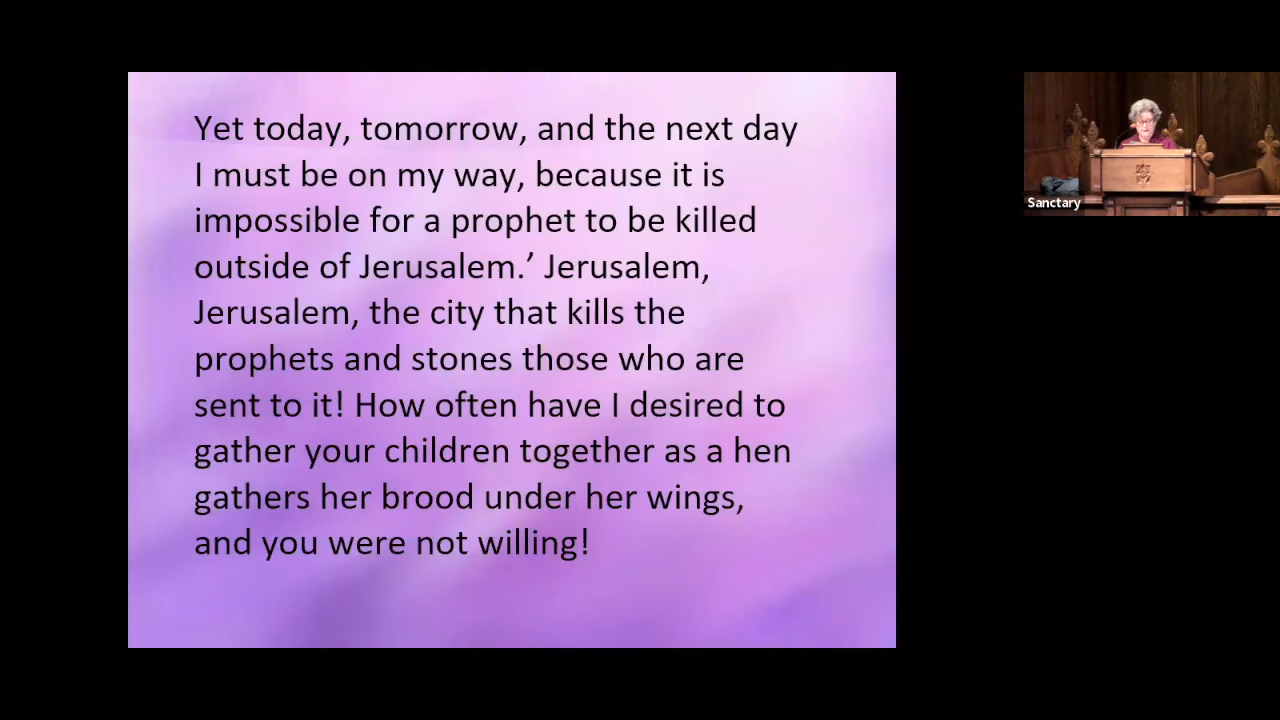 Yet today, tomorrow, and the next day
I must be on my way, because it is
impossible for a prophet to be killed
outside of Jerusalem.’ Jerusalem,
Jerusalem, the city that kills the
prophets and stones those who are
sent to it! How often have I desired to
gather your children together as a hen
gathers her brood under her wings,
and you were not willing!
Sanctary